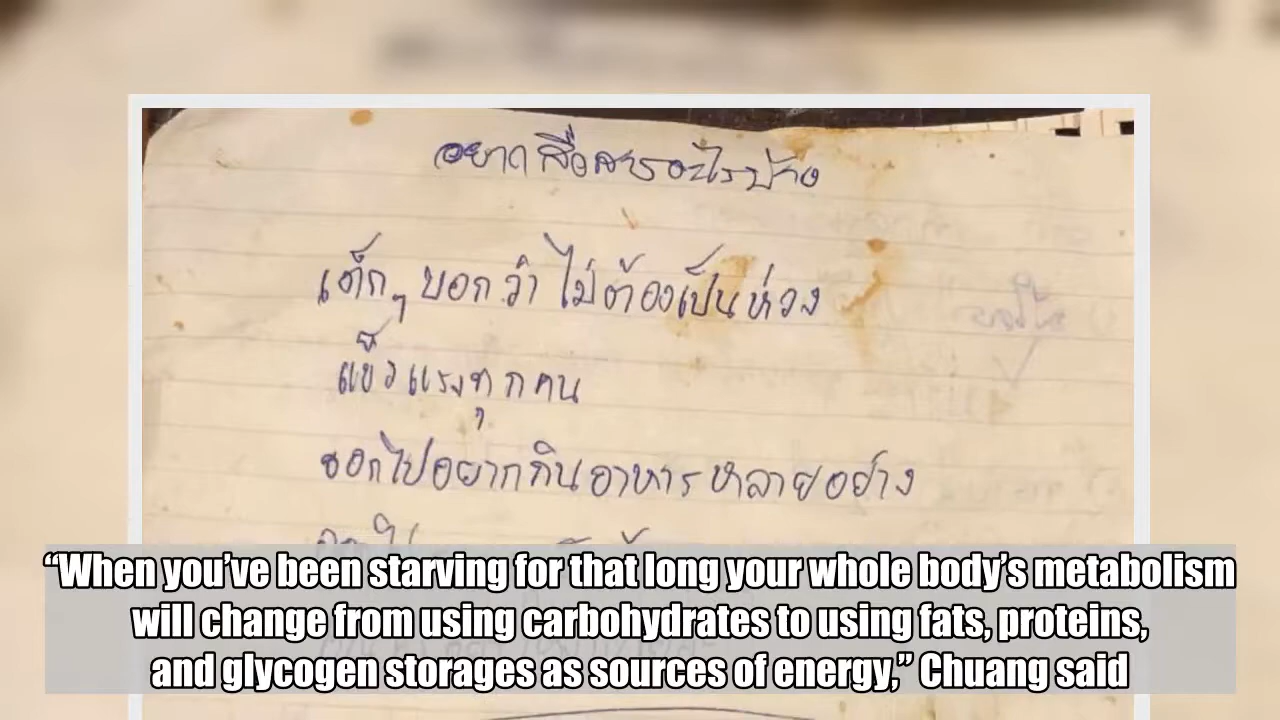 อยากสื่อสารอะไรบ้าง
เด็กๆ บอกว่า ไม่ต้องเป็นห่วง
แข็งแรงทุกคน
ออกไปอยากกินอาหารหลายอย่าง
“When you’ve been starving for that long your whole body’s metabolism
will change from using carbohydrates to using fats, proteins,
and glycogen storages as sources of energy,” Chuang said